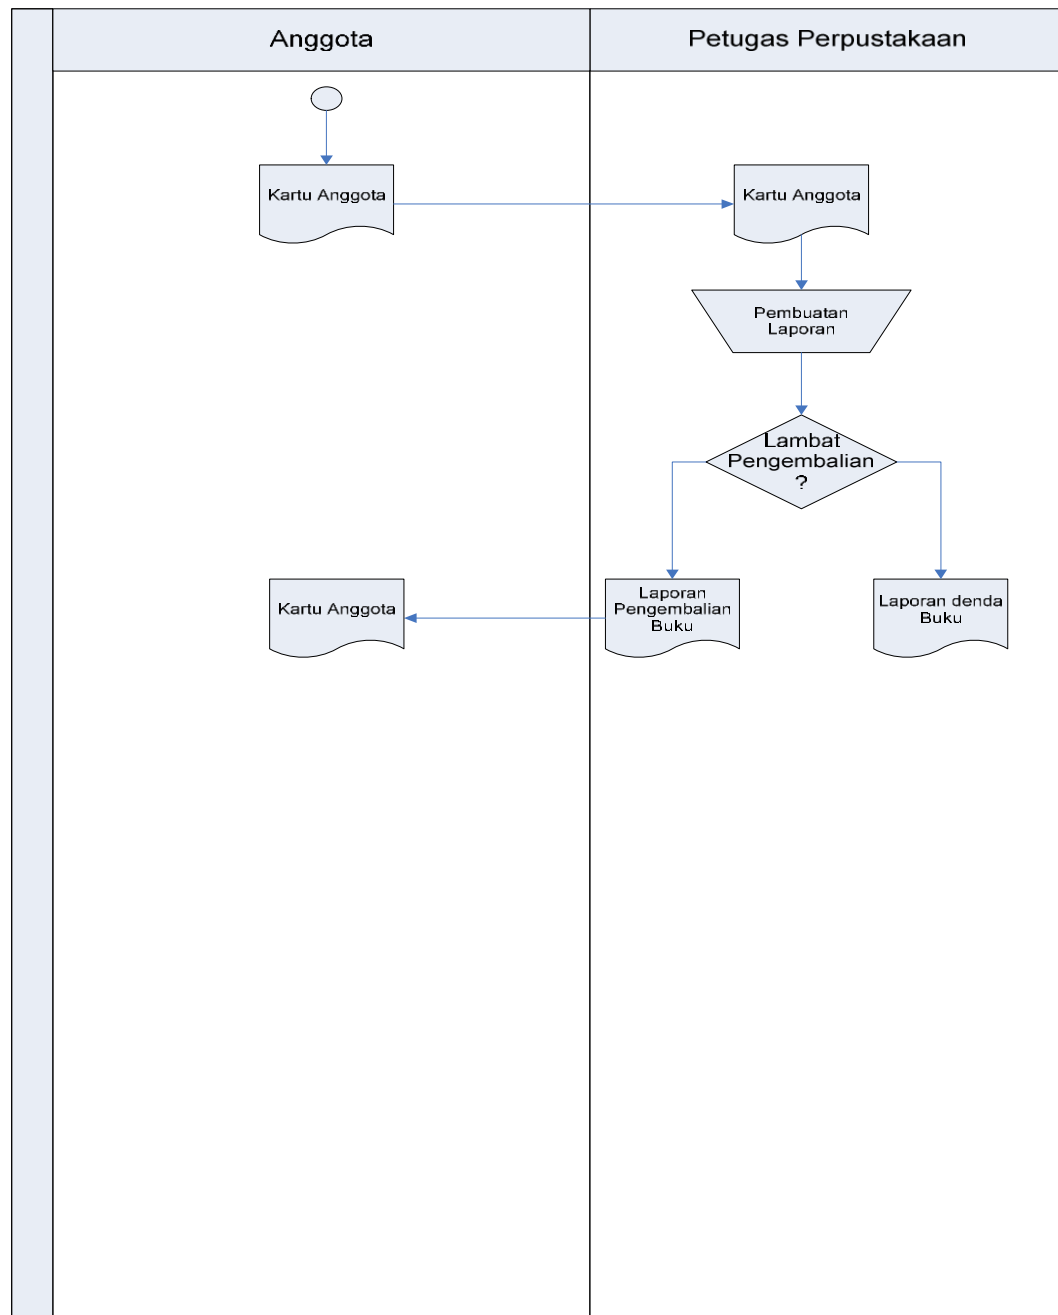 Anggota
Petugas Perpustakaan
Kartu Anggota
Kartu Anggota
Pembuatan
Laporan
Lambat
Pengembalian
?
Kartu Anggota
Laporan
Pengembalian
Buku
Laporan denda
Buku